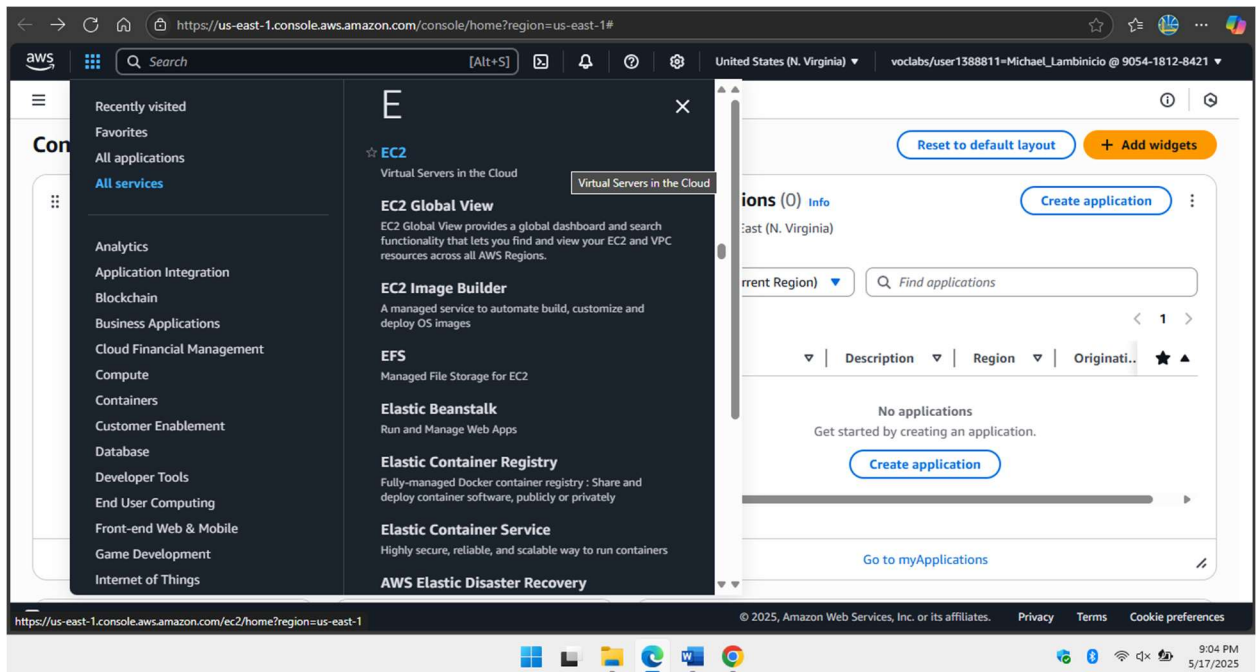 https://us-east-1.console.aws.amazon.com/console/home?region=us-east-1#
aws
Search
[Alt+S]
United States (N. Virginia) ▼
voclabs/user1388811=Michael_Lambinicio @ 9054-1812-8421 ▼
Con
Reset to default layout
+ Add widgets
Recently visited
Favorites
All applications
All services
Analytics
Application Integration
Blockchain
Business Applications
Cloud Financial Management
Compute
Containers
Customer Enablement
Database
Developer Tools
End User Computing
Front-end Web & Mobile
Game Development
Internet of Things
E
EC2
Virtual Servers in the Cloud
Virtual Servers in the Cloud
EC2 Global View
EC2 Global View provides a global dashboard and search
functionality that lets you find and view your EC2 and VPC
resources across all AWS Regions.
EC2 Image Builder
A managed service to automate build, customize and
deploy OS images
EFS
Managed File Storage for EC2
Elastic Beanstalk
Run and Manage Web Apps
Elastic Container Registry
Fully-managed Docker container registry : Share and
deploy container software, publicly or privately
Elastic Container Service
Highly secure, reliable, and scalable way to run containers
AWS Elastic Disaster Recovery
ions (0) Info
Create application
East (N. Virginia)
rrent Region) ▼
Find applications
1
Description
Region
Originati..
No applications
Get started by creating an application.
Create application
Go to myApplications
https://us-east-1.console.aws.amazon.com/ec2/home?region=us-east-1
© 2025, Amazon Web Services, Inc. or its affiliates.
Privacy
Terms
Cookie preferences
9:04 PM
5/17/2025